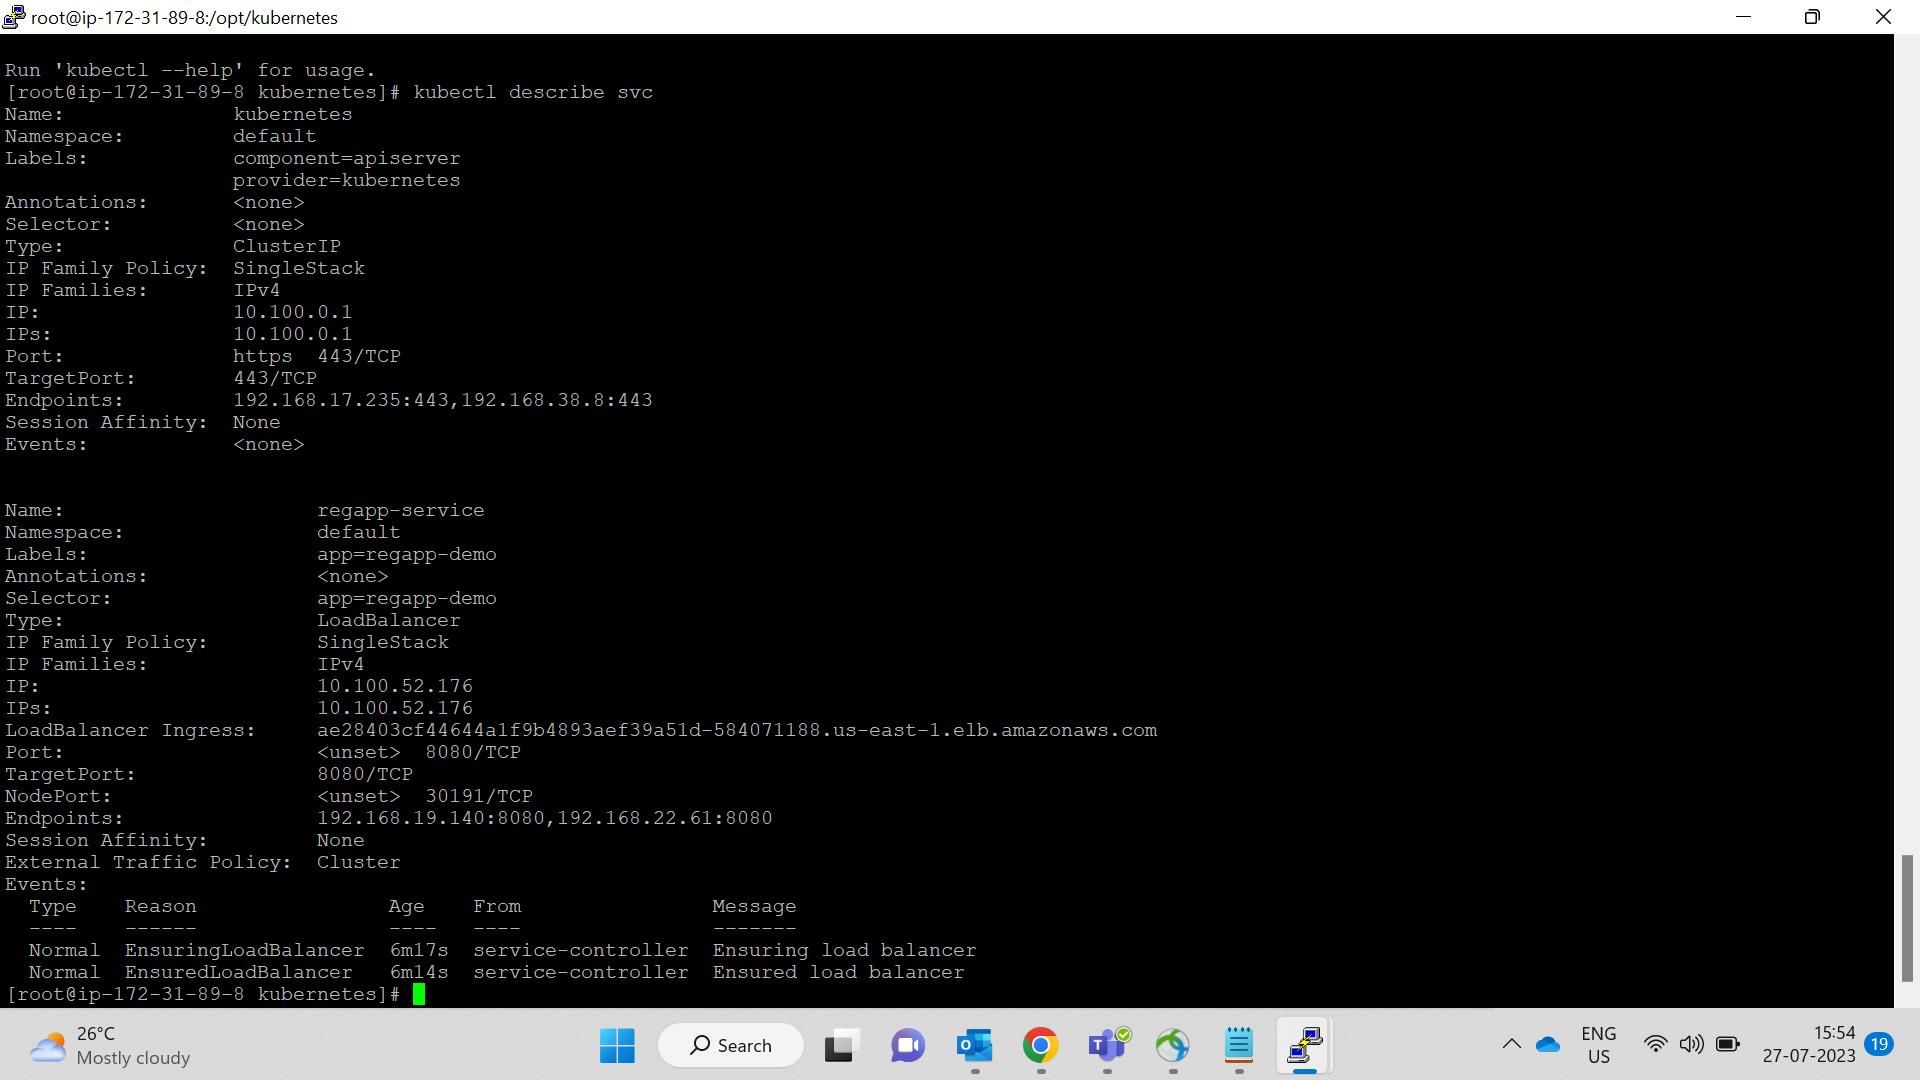 root@ip-172-31-89-8:/opt/kubernetes
Run 'kubectl --help' for usage.
[root@ip-172-31-89-8 kubernetes]# kubectl describe svc
Name:              kubernetes
Namespace:         default
Labels:            component=apiserver
                   provider=kubernetes
Annotations:       <none>
Selector:          <none>
Type:              ClusterIP
IP Family Policy:  SingleStack
IP Families:       IPv4
IP:                10.100.0.1
IPs:               10.100.0.1
Port:              https  443/TCP
TargetPort:        443/TCP
Endpoints:         192.168.17.235:443,192.168.38.8:443
Session Affinity:  None
Events:            <none>
Name:                     regapp-service
Namespace:                default
Labels:                   app=regapp-demo
Annotations:              <none>
Selector:                 app=regapp-demo
Type:                     LoadBalancer
IP Family Policy:         SingleStack
IP Families:              IPv4
IP:                       10.100.52.176
IPs:                      10.100.52.176
LoadBalancer Ingress:     ae28403cf44644a1f9b4893aef39a51d-584071188.us-east-1.elb.amazonaws.com
Port:                     <unset>  8080/TCP
TargetPort:               8080/TCP
NodePort:                 <unset>  30191/TCP
Endpoints:                192.168.19.140:8080,192.168.22.61:8080
Session Affinity:         None
External Traffic Policy:  Cluster
Events:
  Type    Reason                Age    From                Message
  ----    ------                ----   ----                -------
  Normal  EnsuringLoadBalancer  6m17s  service-controller  Ensuring load balancer
  Normal  EnsuredLoadBalancer   6m14s  service-controller  Ensured load balancer
[root@ip-172-31-89-8 kubernetes]#
26°C
Mostly cloudy
Search
ENG
US
15:54
27-07-2023
19